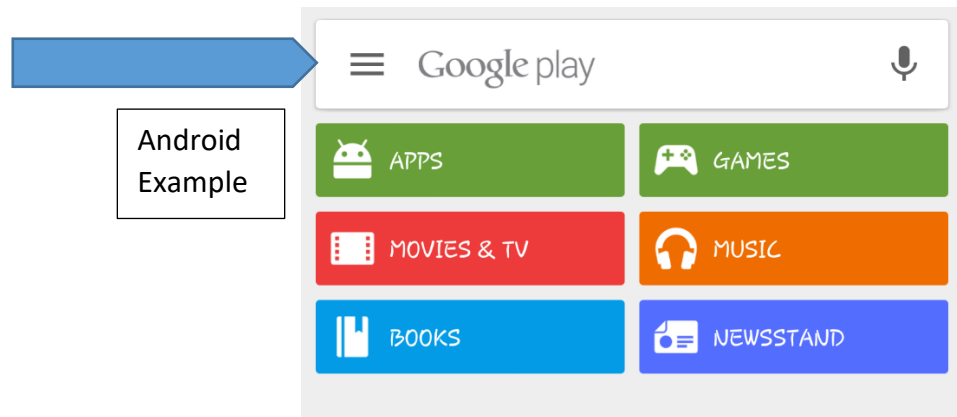 Google play
Android
Example
APPS
GAMES
MOVIES & TV
MUSIC
BOOKS
NEWSSTAND